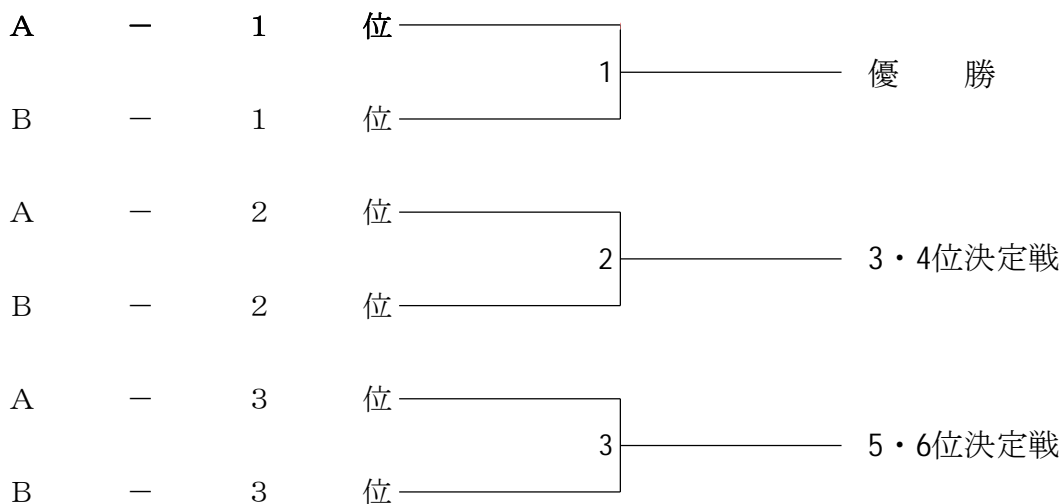 A － 1 位
1 優 勝
B － 1 位
A － 2 位
2 3・4位決定戦
B － 2 位
A － 3 位
3 5・6位決定戦
B － 3 位